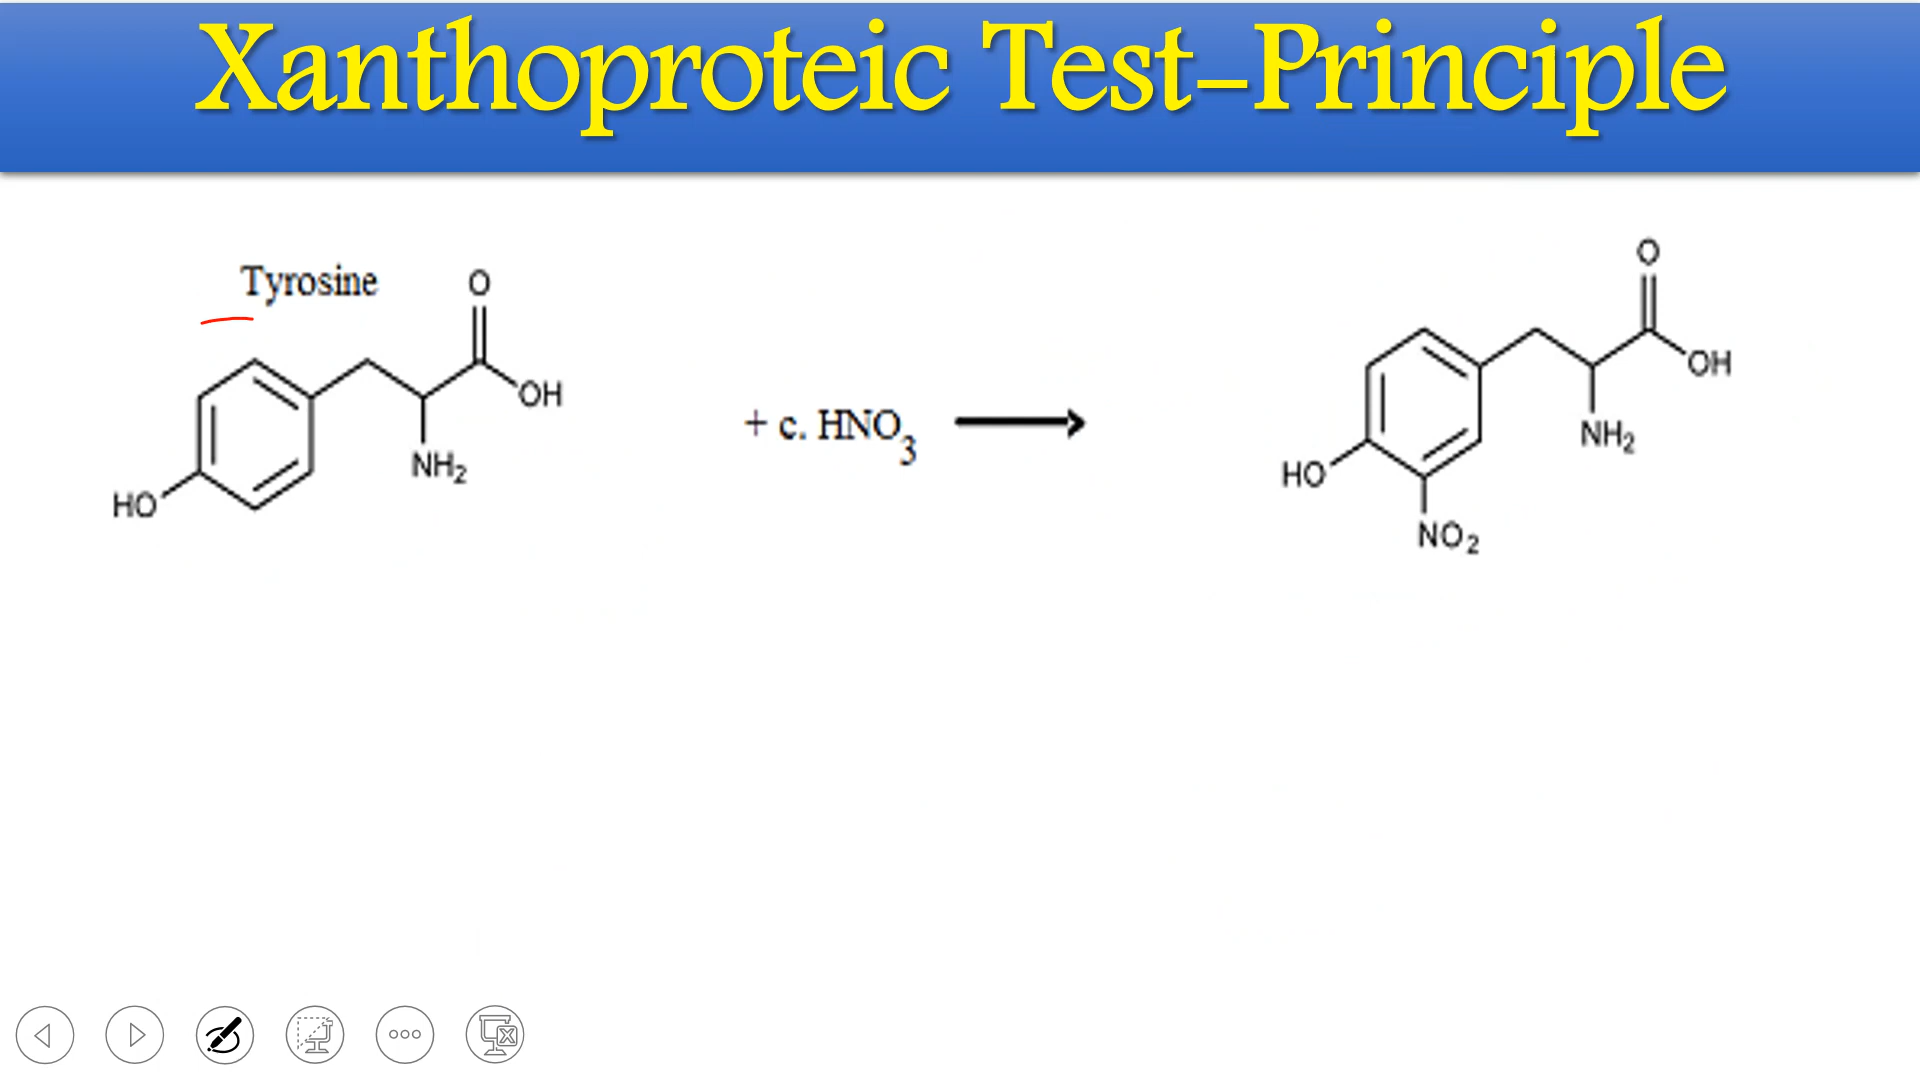 Xanthoproteic Test-Principle
Tyrosine
O
OH
NH2
HO
+ c. HNO3
O
OH
NH2
HO
NO2